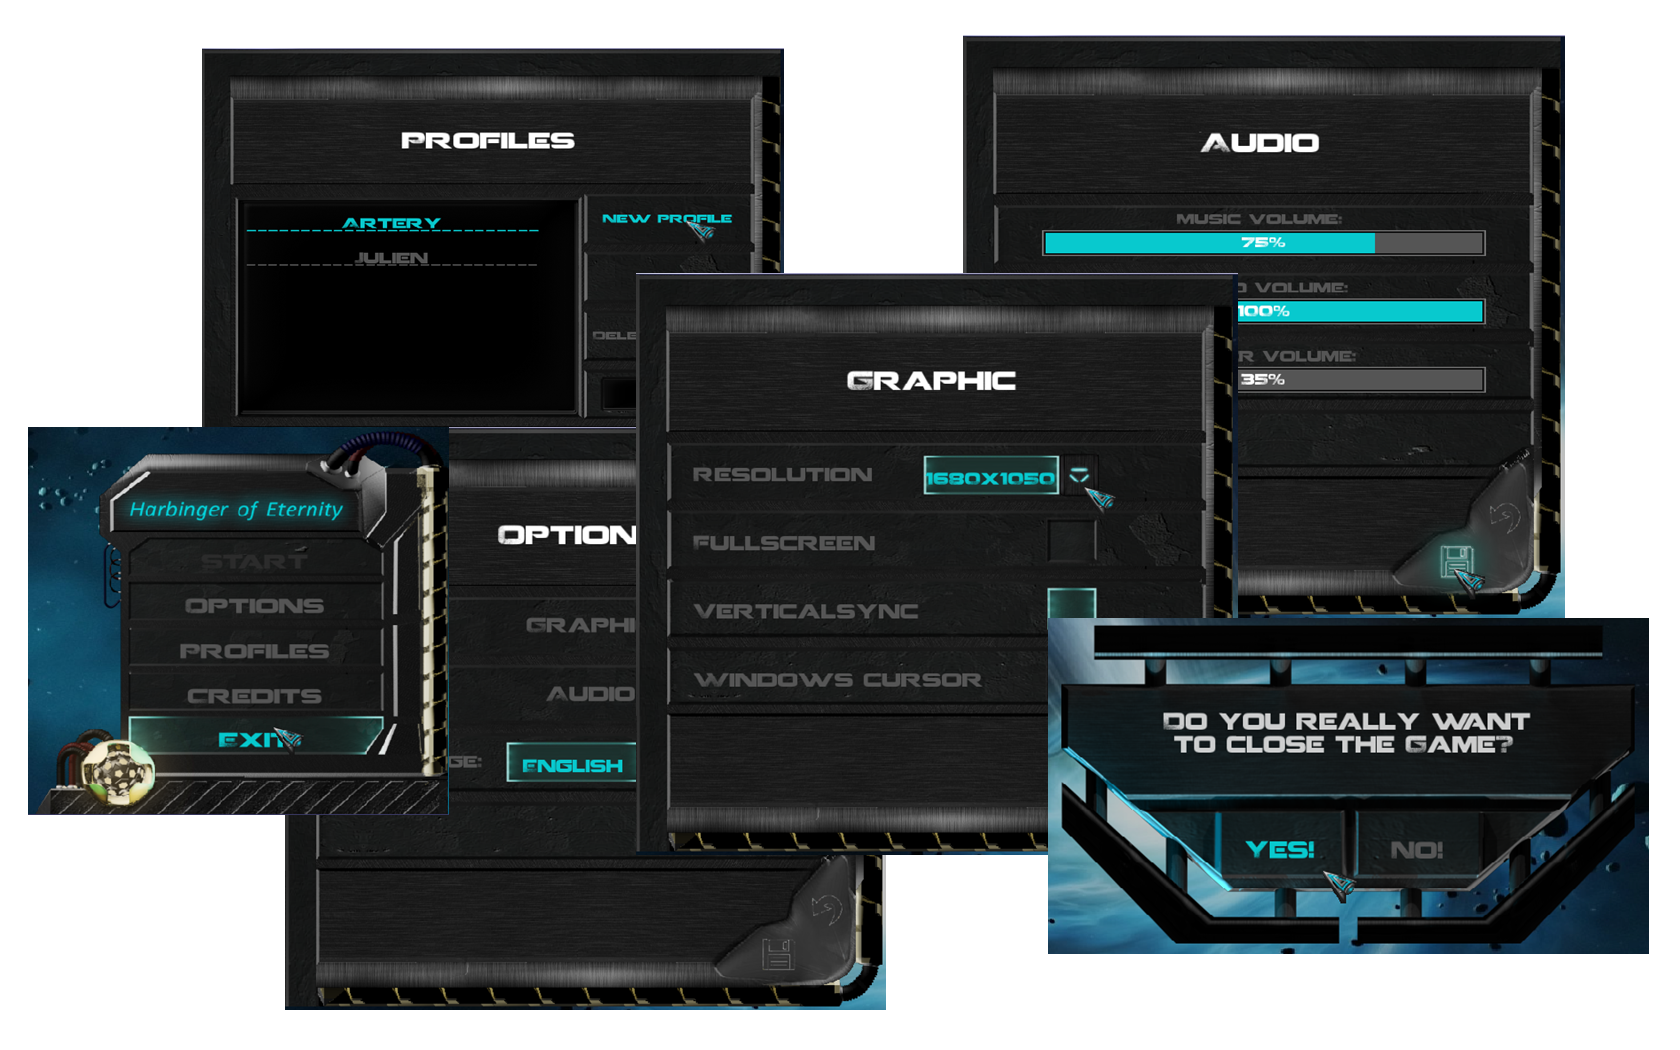 PROFILES
ARTERY
JULIEN
NEW PROFILE
AUDIO
MUSIC VOLUME:
75%
VOLUME:
100%
VOLUME:
35%
GRAPHIC
RESOLUTION
1680X1050
FULLSCREEN
VERTICALSYNC
WINDOWS CURSOR
Harbinger of Eternity
START
OPTIONS
PROFILES
CREDITS
EXIT
OPTION
GRAPHI
AUDIO
GE:
ENGLISH
DO YOU REALLY WANT
TO CLOSE THE GAME?
YES!
NO!